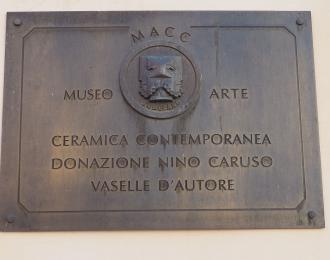 MACC
MUSEO ARTE
CERAMICA CONTEMPORANEA
DONAZIONE NINO CARUSO
VASELLE D'AUTORE